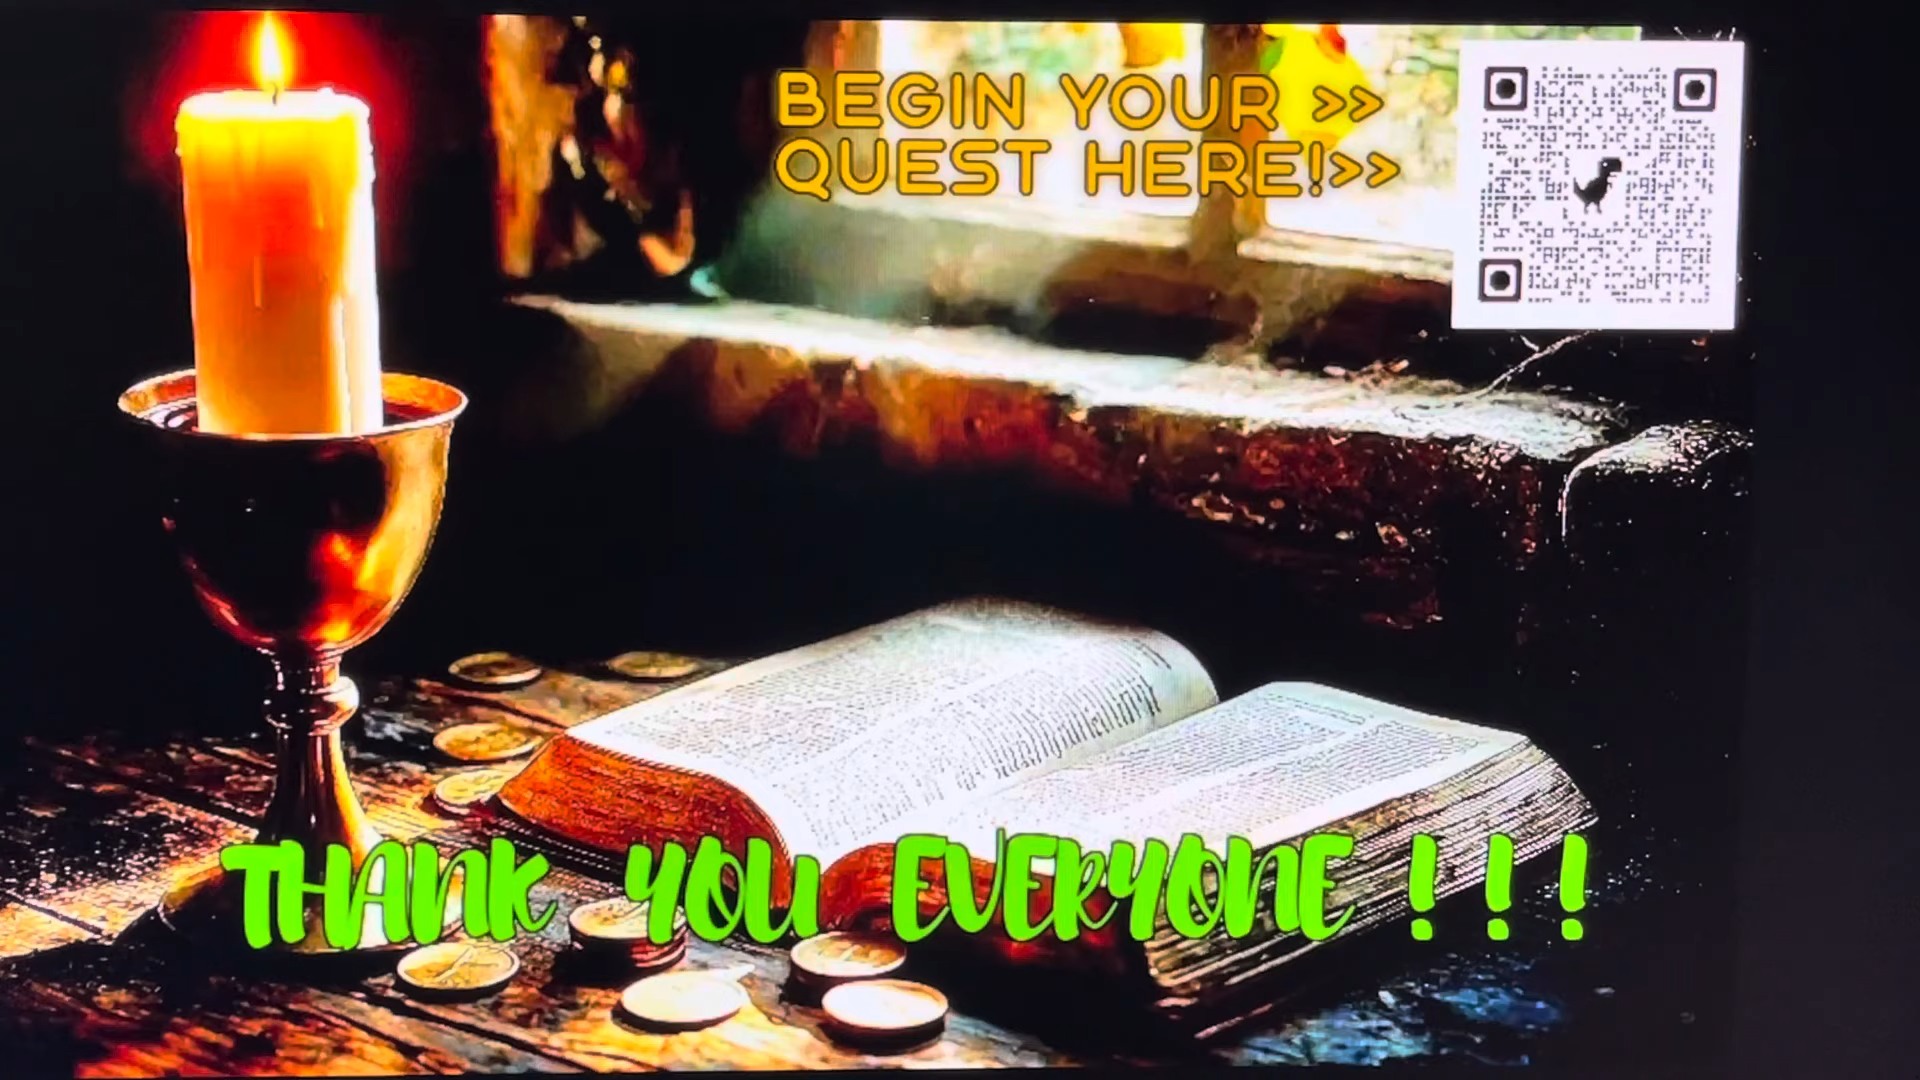 BEGIN YOUR >>
QUEST HERE!>>
THANK YOU EVERYONE ! ! !